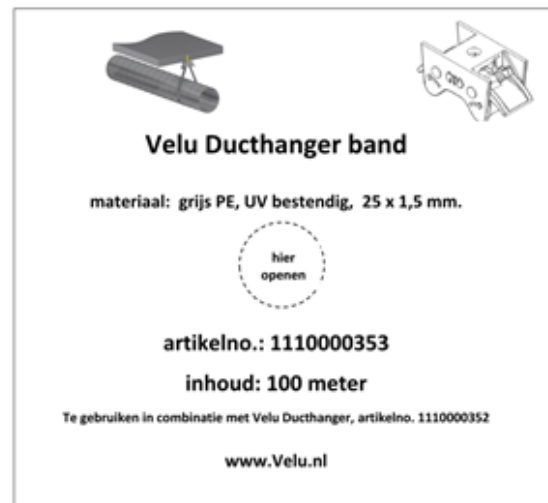 Velu Ducthanger band
materiaal: grijs PE, UV bestendig, 25 x 1,5 mm.
hier
openen
artikelno.: 1110000353
inhoud: 100 meter
Te gebruiken in combinatie met Velu Ducthanger, artikelno. 1110000352
www.Velu.nl